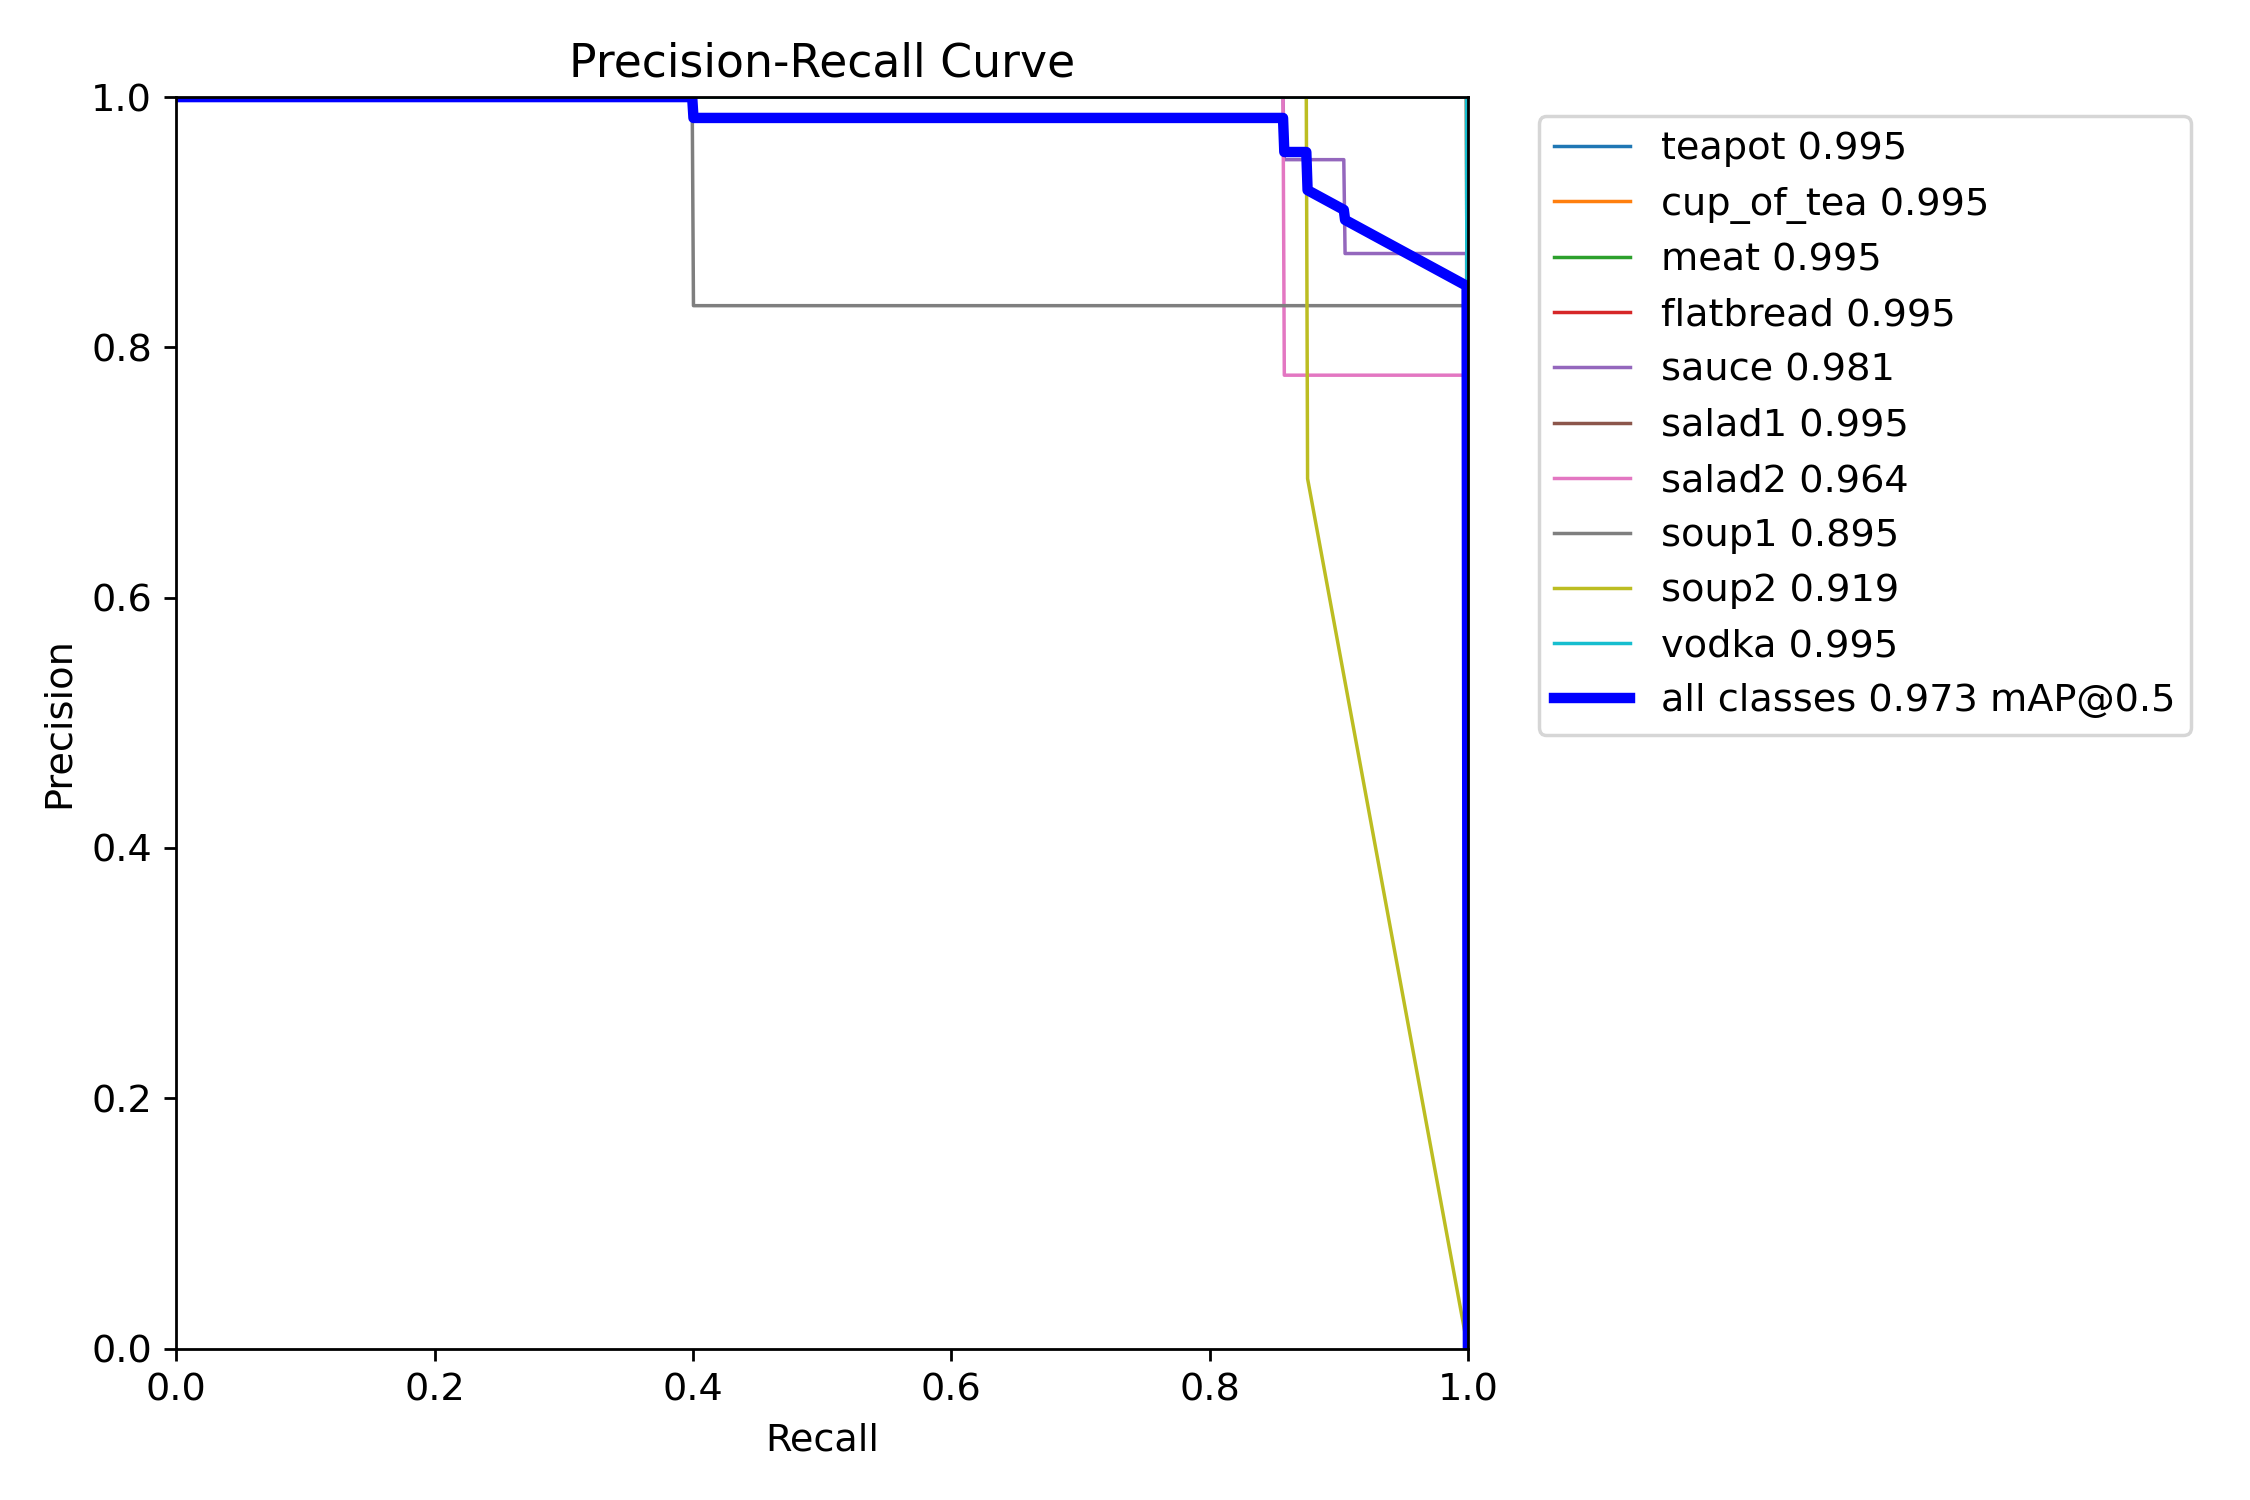 Precision-Recall Curve
1.0
0.8
0.6
0.4
0.2
0.0
Precision
0.0 0.2 0.4 0.6 0.8 1.0
Recall
teapot 0.995
cup_of_tea 0.995
meat 0.995
flatbread 0.995
sauce 0.981
salad1 0.995
salad2 0.964
soup1 0.895
soup2 0.919
vodka 0.995
all classes 0.973 mAP@0.5